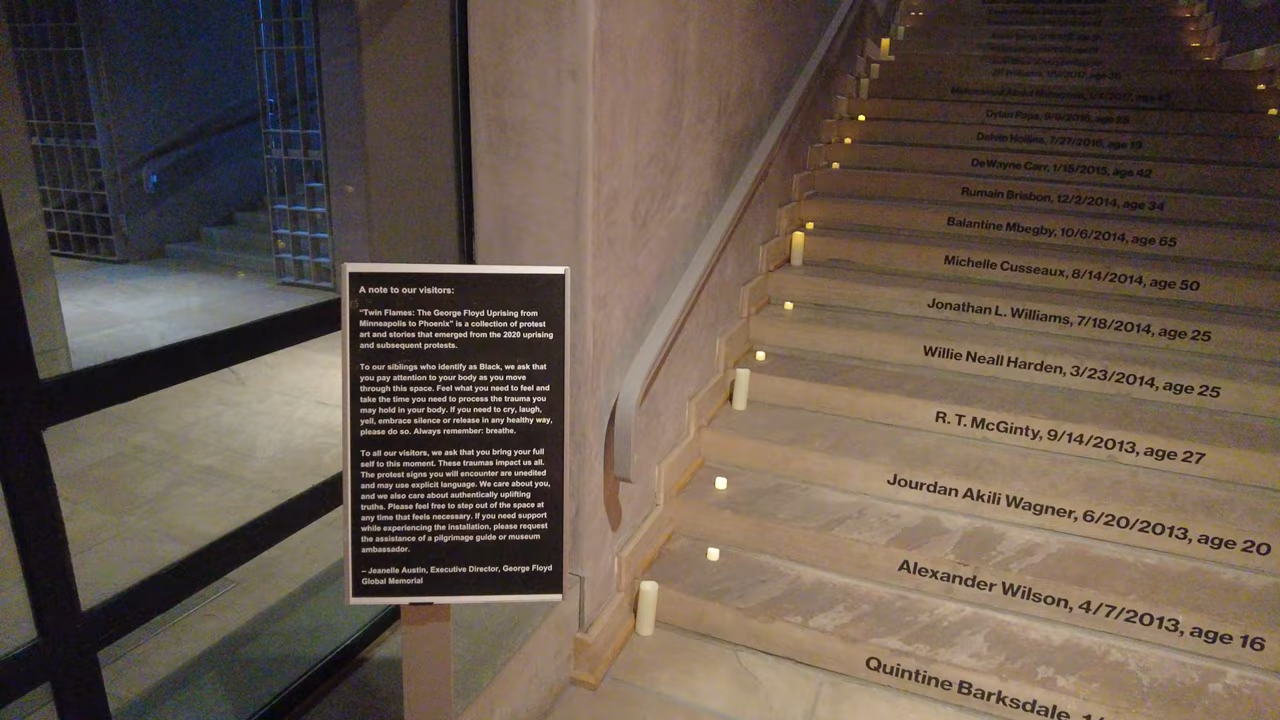 A note to our visitors:
"Twin Flames: The George Floyd Uprising from
Minneapolis to Phoenix" is a collection of protest
art and stories that emerged from the 2020 uprising
and subsequent protests.
To our siblings who identify as Black, we ask that
you pay attention to your body as you move
through this space. Feel what you need to feel and
take the time you need to process the trauma you
may hold in your body. If you need to cry, laugh,
yell, embrace silence or release in any healthy way,
please do so. Always remember: breathe.
To all our visitors, we ask that you bring your full
self to this moment. These traumas impact us all.
The protest signs you will encounter are unedited
and may use explicit language. We care about you,
and we also care about authentically uplifting
truths. Please feel free to step out of the space at
any time that feels necessary. If you need support
while experiencing the installation, please request
the assistance of a pilgrimage guide or museum
ambassador.
– Jeanelle Austin, Executive Director, George Floyd
Global Memorial
Dalvin Hollins, 7/27/2016, age 19
DeWayne Carr, 1/15/2015, age 42
Rumain Brisbon, 12/2/2014, age 34
Balantine Mbegby, 10/6/2014, age 65
Michelle Cusseaux, 8/14/2014, age 50
Jonathan L. Williams, 7/18/2014, age 25
Willie Neall Harden, 3/23/2014, age 25
R. T. McGinty, 9/14/2013, age 27
Jourdan Akili Wagner, 6/20/2013, age 20
Alexander Wilson, 4/7/2013, age 16
Quintine Barksdale,